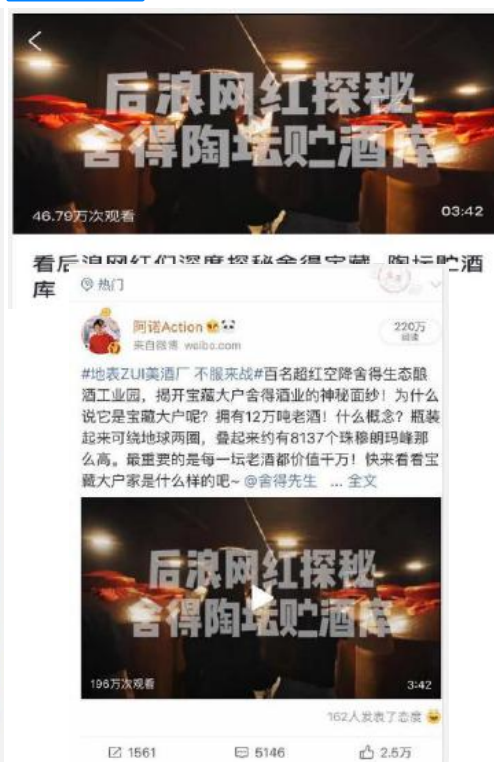 后浪网红探秘
舍得陶坛贮酒库
46.79万次观看
03:42
看后浪网红们深度探秘舍得宝藏-陶坛贮酒
库
热门
阿诺Action
220万
阅读
来自微博 weibo.com
#地表ZUI美酒厂 不服来战#百名超红空降舍得生态酿
酒工业园，揭开宝藏大户舍得酒业的神秘面纱！为什么
说它是宝藏大户呢？拥有12万吨老酒！什么概念？瓶装
起来可绕地球两圈，叠起来约有8137个珠穆朗玛峰那
么高。最重要的是每一坛老酒都价值千万！快来看看宝
藏大户家是什么样的吧~ @舍得先生 ... 全文
后浪网红探秘
舍得陶坛贮酒库
196万次观看
3:42
162人发表了态度
1561
5146
2.5万